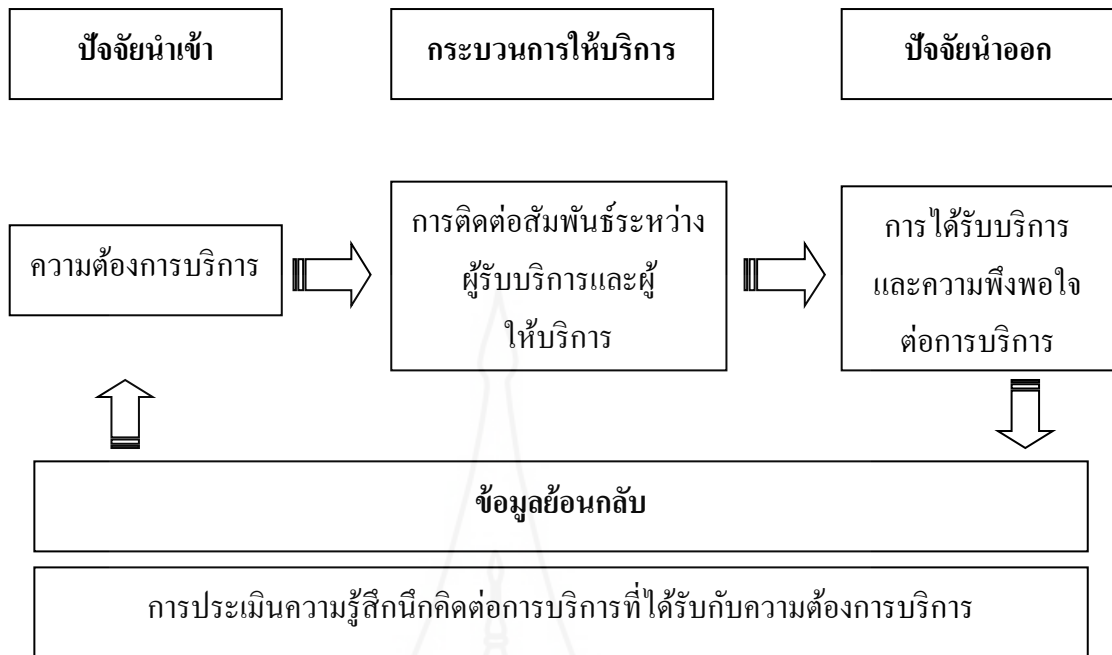 ปัจจัยนำเข้า
กระบวนการให้บริการ
ปัจจัยนำออก
ความต้องการบริการ
การติดต่อสัมพันธ์ระหว่าง
ผู้รับบริการและผู้
ให้บริการ
การได้รับบริการ
และความพึงพอใจ
ต่อการบริการ
ข้อมูลย้อนกลับ
การประเมินความรู้สึกนึกคิดต่อการบริการที่ได้รับกับความต้องการบริการ